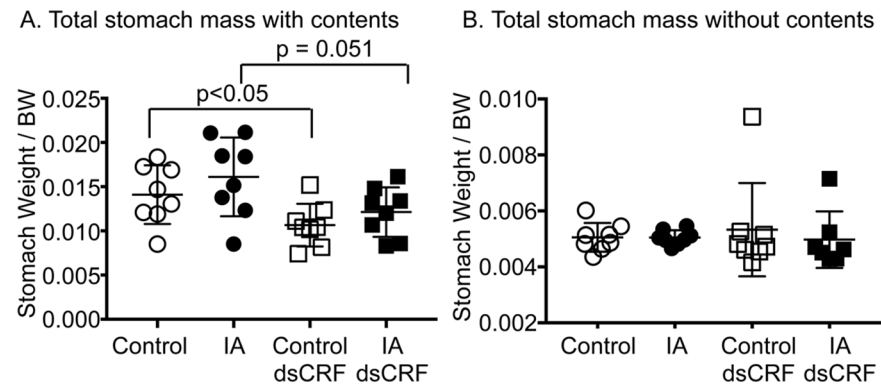 A. Total stomach mass with contents
p = 0.051
p<0.05
Stomach Weight / BW
0.025
0.020
0.015
0.010
0.005
0.000
Control
IA
Control
dsCRF
IA
dsCRF
B. Total stomach mass without contents
Stomach Weight / BW
0.010
0.008
0.006
0.004
0.002
Control
IA
Control
dsCRF
IA
dsCRF